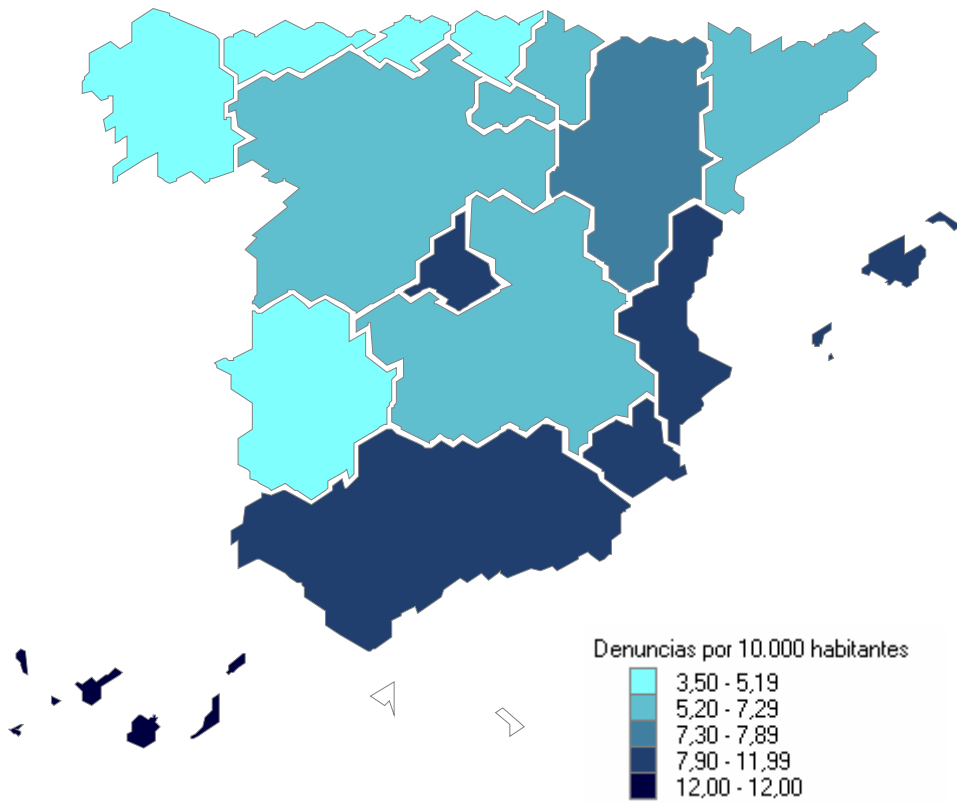 Denuncias por 10.000 habitantes
3,50 - 5,19
5,20 - 7,29
7,30 - 7,89
7,90 - 11,99
12,00 - 12,00